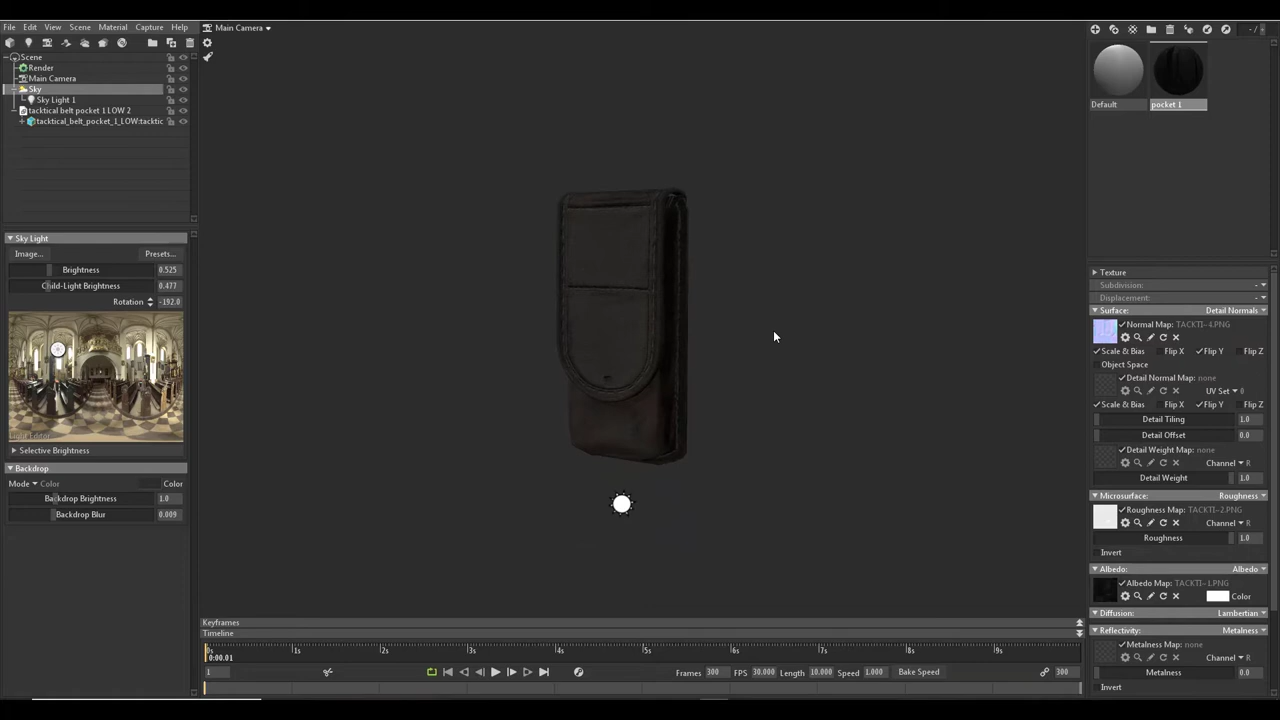 File Edit View Scene Material Capture Help
Main Camera
- /
Scene
Render
Main Camera
Sky
Sky Light 1
tacktical belt pocket 1 LOW 2
tacktical_belt_pocket_1_LOW:tacktic
Default
pocket 1
Sky Light
Image...
Presets...
Brightness 0.525
Child-Light Brightness 0.477
Rotation -192.0
Light Editor
Selective Brightness
Backdrop
Mode Color Color
Backdrop Brightness 1.0
Backdrop Blur 0.009
Texture
Subdivision: -
Displacement: -
Surface: Detail Normals
Normal Map: TACKTI~4.PNG
Scale & Bias Flip X Flip Y Flip Z
Object Space
Detail Normal Map: none
UV Set 0
Scale & Bias Flip X Flip Y Flip Z
Detail Tiling 1.0
Detail Offset 0.0
Detail Weight Map: none
Channel R
Detail Weight 1.0
Microsurface: Roughness
Roughness Map: TACKTI~2.PNG
Channel R
Roughness 1.0
Invert
Albedo: Albedo
Albedo Map: TACKTI~1.PNG
Color
Diffusion: Lambertian
Reflectivity: Metalness
Metalness Map: none
Channel R
Metalness 0.0
Invert
Keyframes
Timeline
0s 1s 2s 3s 4s 5s 6s 7s 8s 9s
0:00.01
1 Frames 300 FPS 30.000 Length 10.000 Speed 1.000 Bake Speed 300